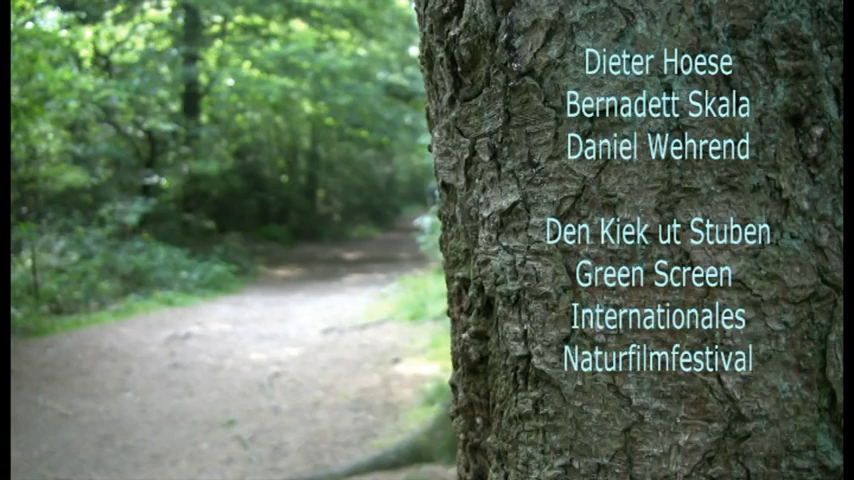 Dieter Hoese
Bernadett Skala
Daniel Wehrend
Den Kiek ut Stuben
Green Screen
Internationales
Naturfilmfestival